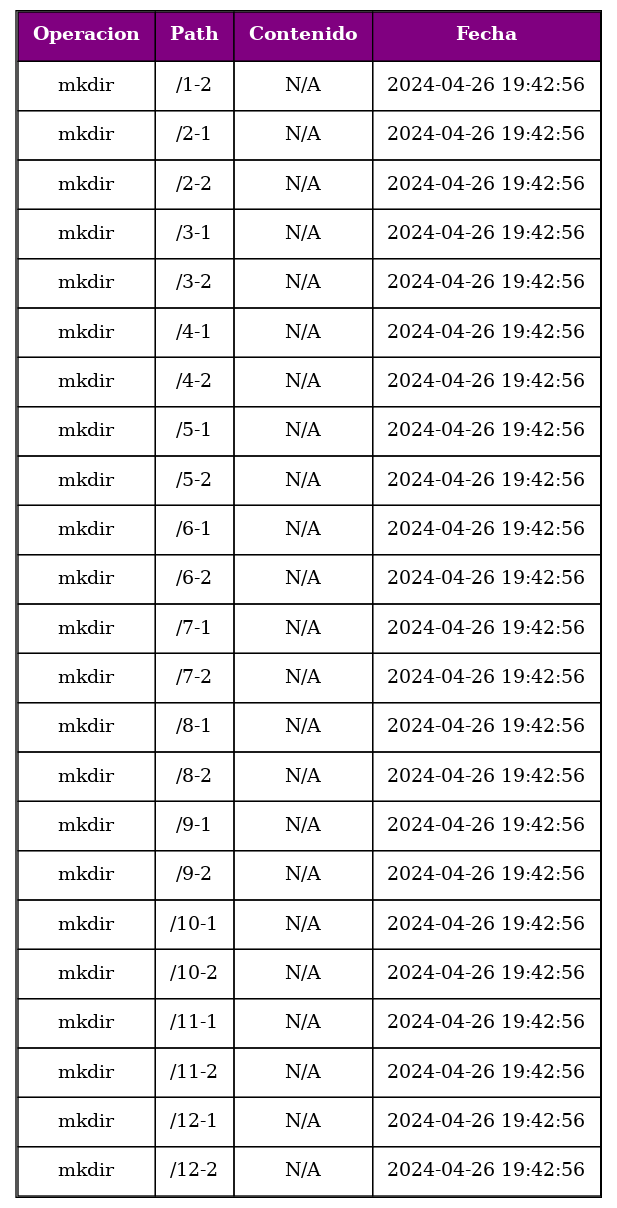 Operacion Path Contenido Fecha
mkdir /1-2 N/A 2024-04-26 19:42:56
mkdir /2-1 N/A 2024-04-26 19:42:56
mkdir /2-2 N/A 2024-04-26 19:42:56
mkdir /3-1 N/A 2024-04-26 19:42:56
mkdir /3-2 N/A 2024-04-26 19:42:56
mkdir /4-1 N/A 2024-04-26 19:42:56
mkdir /4-2 N/A 2024-04-26 19:42:56
mkdir /5-1 N/A 2024-04-26 19:42:56
mkdir /5-2 N/A 2024-04-26 19:42:56
mkdir /6-1 N/A 2024-04-26 19:42:56
mkdir /6-2 N/A 2024-04-26 19:42:56
mkdir /7-1 N/A 2024-04-26 19:42:56
mkdir /7-2 N/A 2024-04-26 19:42:56
mkdir /8-1 N/A 2024-04-26 19:42:56
mkdir /8-2 N/A 2024-04-26 19:42:56
mkdir /9-1 N/A 2024-04-26 19:42:56
mkdir /9-2 N/A 2024-04-26 19:42:56
mkdir /10-1 N/A 2024-04-26 19:42:56
mkdir /10-2 N/A 2024-04-26 19:42:56
mkdir /11-1 N/A 2024-04-26 19:42:56
mkdir /11-2 N/A 2024-04-26 19:42:56
mkdir /12-1 N/A 2024-04-26 19:42:56
mkdir /12-2 N/A 2024-04-26 19:42:56